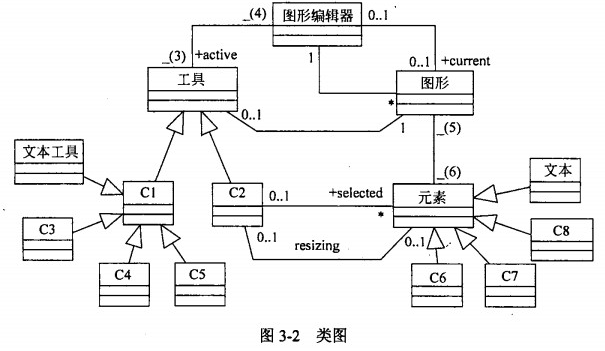 _(4)
图形编辑器
0..1
_(3)
+active
1
0..1
+current
工具
图形
*
0..1
1
_(5)
文本工具
C1
C2
0..1
+selected
_(6)
元素
文本
*
C3
0..1
resizing
0..1
C8
C4
C5
C6
C7
图 3-2 类图